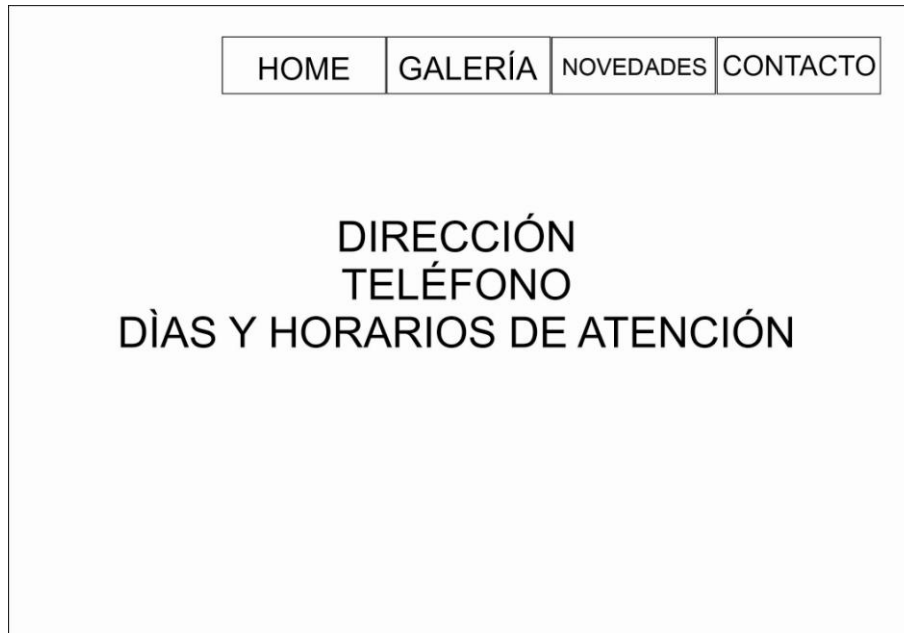 HOME GALERÍA NOVEDADES CONTACTO
DIRECCIÓN
TELÉFONO
DÌAS Y HORARIOS DE ATENCIÓN